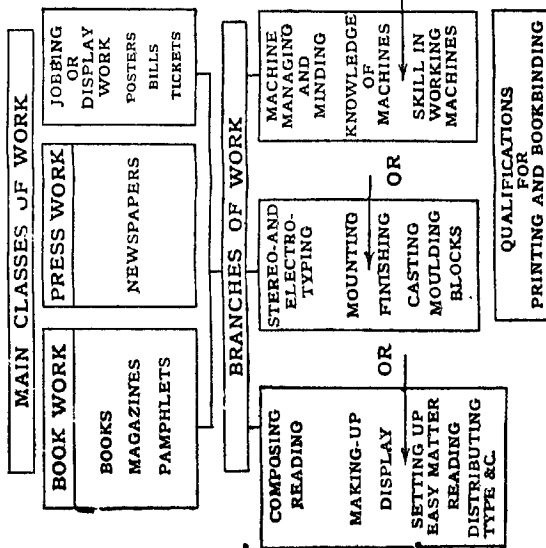 MAIN CLASSES OF WORK
BOOK WORK
BOOKS
MAGAZINES
PAMPHLETS
PRESS WORK
NEWSPAPERS
JOBBING
OR
DISPLAY
WORK
POSTERS
BILLS
TICKETS
BRANCHES OF WORK
COMPOSING
READING
MAKING-UP
DISPLAY
SETTING UP
EASY MATTER
READING
DISTRIBUTING
TYPE &C.
OR
STEREO-AND
ELECTRO-
TYPING
MOUNTING
FINISHING
CASTING
MOULDING
BLOCKS
OR
MACHINE
MANAGING
AND
MINDING
KNOWLEDGE
OF
MACHINES
SKILL IN
WORKING
MACHINES
QUALIFICATIONS
FOR
PRINTING AND BOOKBINDING